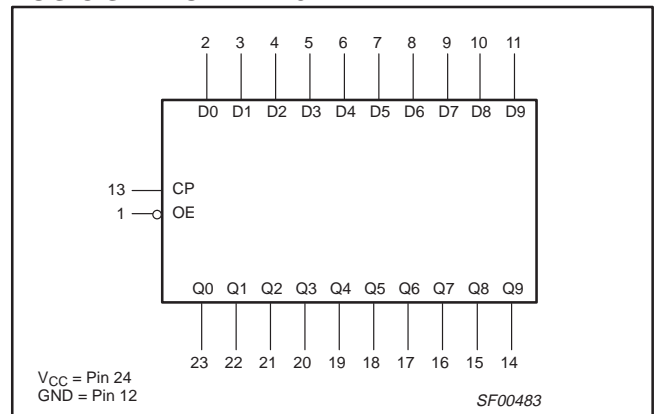 2 3 4 5 6 7 8 9 10 11
D0 D1 D2 D3 D4 D5 D6 D7 D8 D9
13 CP
1 OE
Q0 Q1 Q2 Q3 Q4 Q5 Q6 Q7 Q8 Q9
23 22 21 20 19 18 17 16 15 14
VCC = Pin 24
GND = Pin 12
SF00483